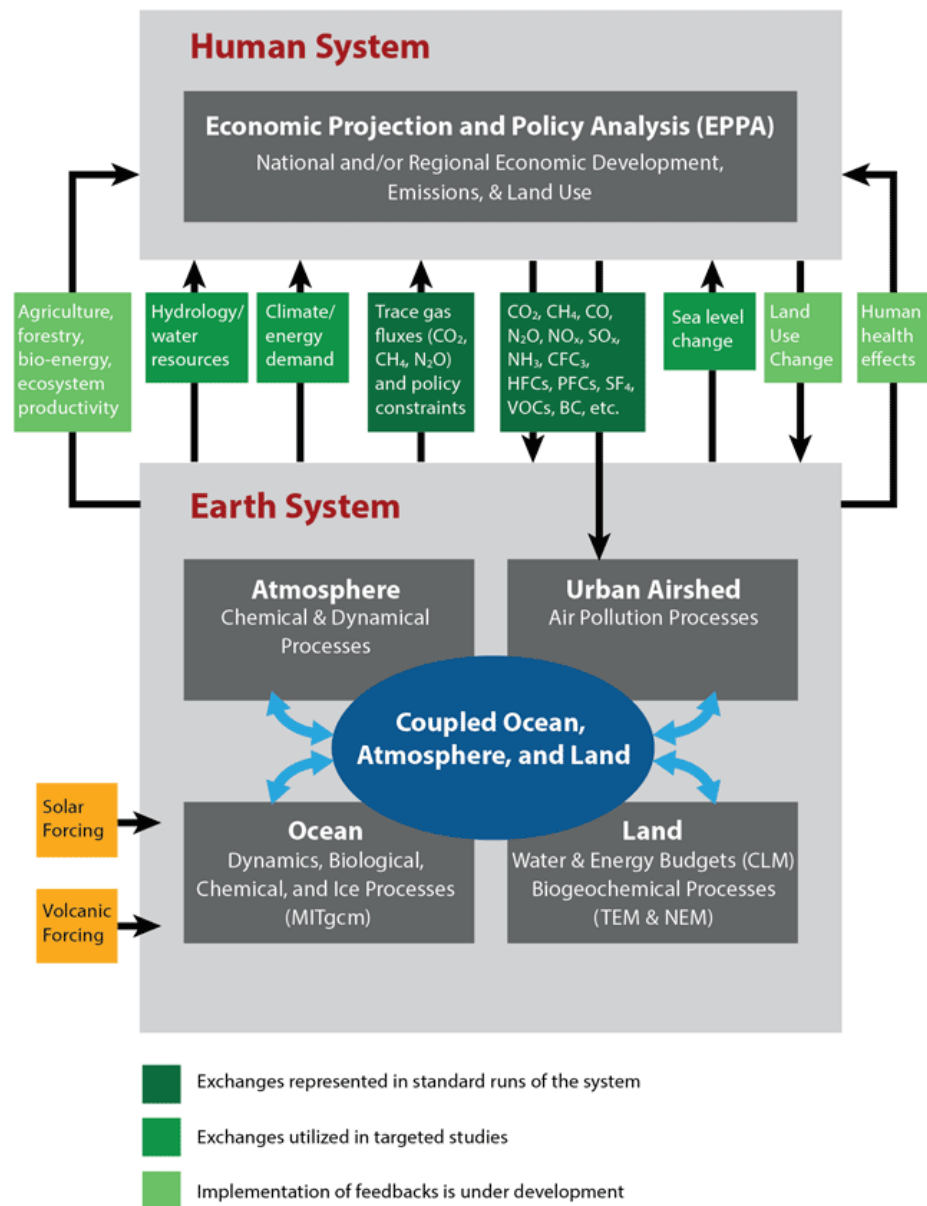 Human System
Economic Projection and Policy Analysis (EPPA)
National and/or Regional Economic Development,
Emissions, & Land Use
Agriculture,
forestry,
bio-energy,
ecosystem
productivity
Hydrology/
water
resources
Climate/
energy
demand
Trace gas
fluxes (CO₂,
CH₄, N₂O)
and policy
constraints
CO₂, CH₄, CO,
N₂O, NOₓ, SOₓ,
NH₃, CFC₃,
HFCs, PFCs, SF₄,
VOCs, BC, etc.
Sea level
change
Land
Use
Change
Human
health
effects
Earth System
Atmosphere
Chemical & Dynamical
Processes
Urban Airshed
Air Pollution Processes
Coupled Ocean,
Atmosphere, and Land
Solar
Forcing
Volcanic
Forcing
Ocean
Dynamics, Biological,
Chemical, and Ice Processes
(MITgcm)
Land
Water & Energy Budgets (CLM)
Biogeochemical Processes
(TEM & NEM)
Exchanges represented in standard runs of the system
Exchanges utilized in targeted studies
Implementation of feedbacks is under development